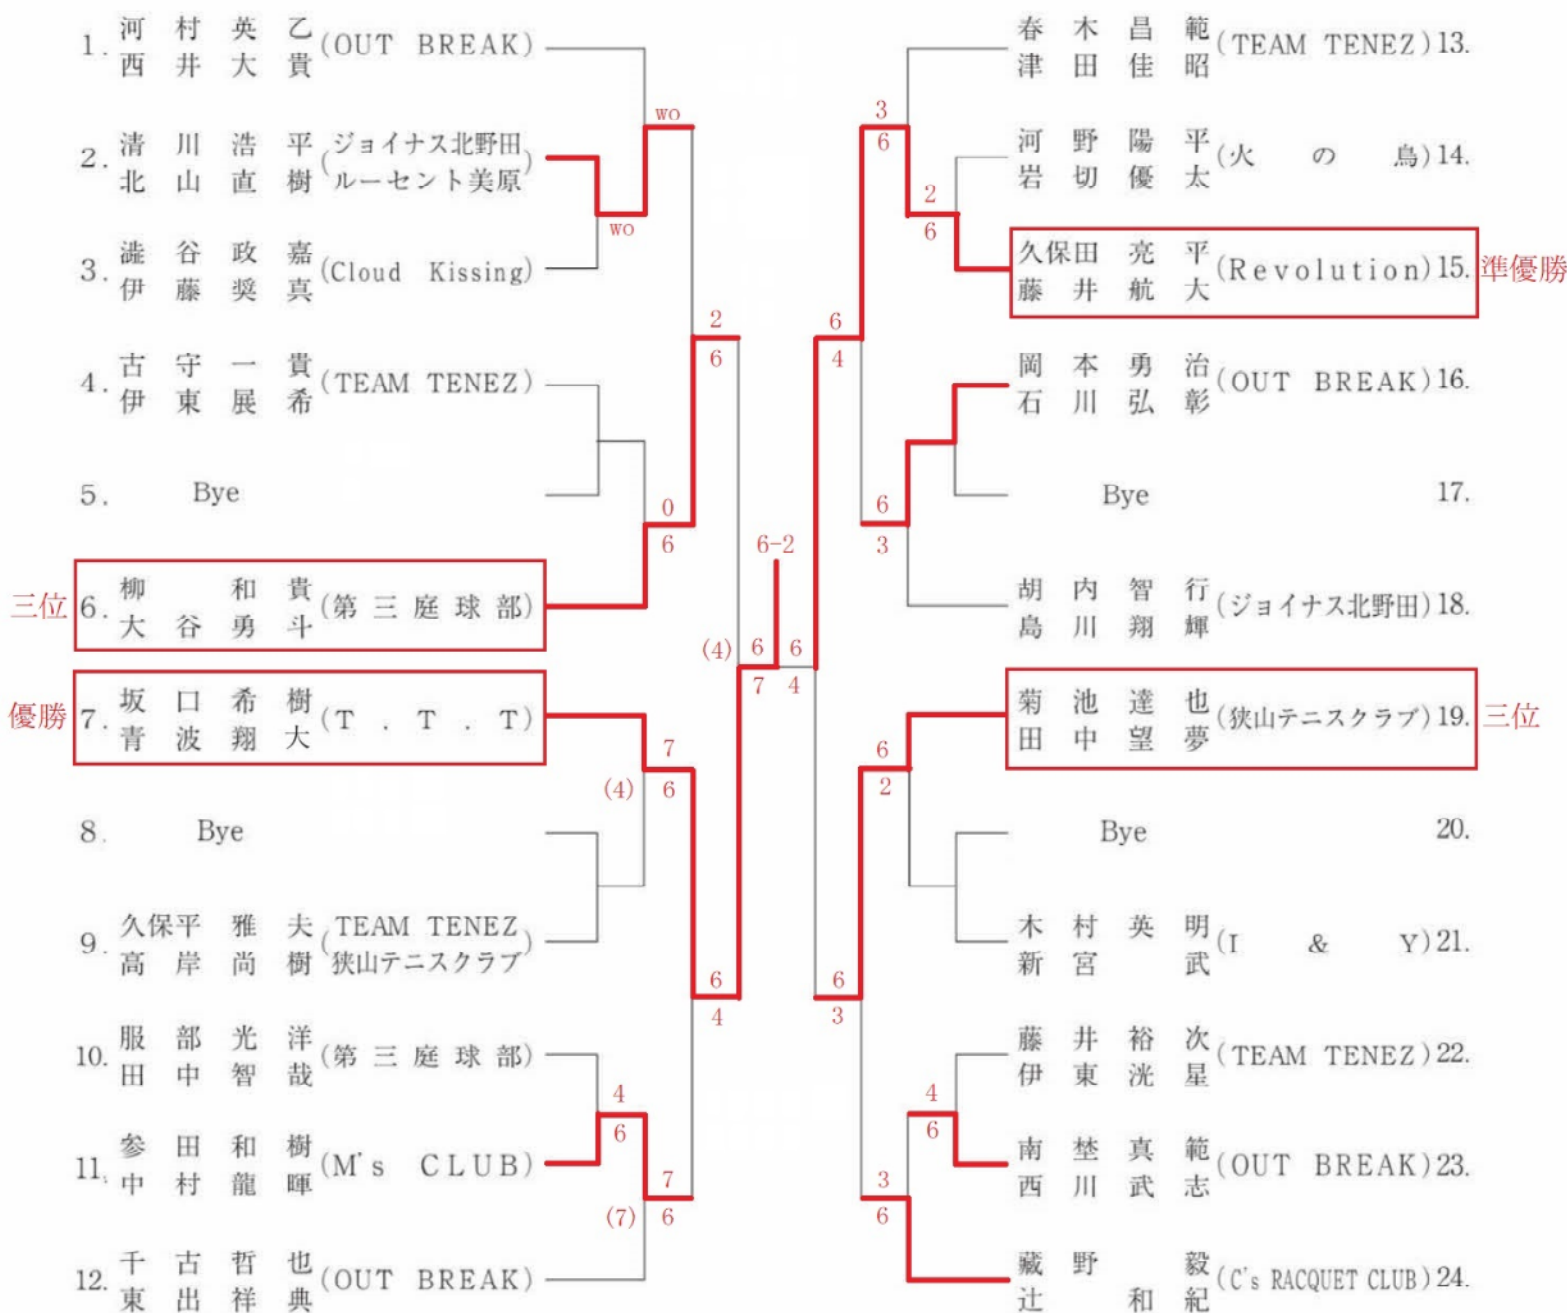 1. 河村英乙 (OUT BREAK)
西井大貴
WO
2. 清川浩平 (ジョイナス北野田
北山直樹 ルーセント美原
WO
3. 澁谷政嘉 (Cloud Kissing)
伊藤奨真
2
6
4. 古守一貴 (TEAM TENEZ)
伊東展希
5. Bye
0
6
三位 6. 柳和貴 (第三庭球部)
大谷勇斗
優勝 7. 坂口希樹 (T.T.T)
青波翔大
7
(4) 6
8. Bye
9. 久保平雅夫 (TEAM TENEZ
高岸尚樹 狭山テニスクラブ)
6
4
10. 服部光洋 (第三庭球部)
田中智哉
4
6
11. 参田和樹 (M's CLUB)
中村龍暉
7
(7) 6
12. 千古哲也 (OUT BREAK)
東出祥典
6-2
(4) 6 6
7 4
春木昌範 (TEAM TENEZ) 13.
津田佳昭
3
6
河野陽平 (火の鳥) 14.
岩切優太
2
6
久保田亮平 (Revolution) 15. 準優勝
藤井航大
6
4
岡本勇治 (OUT BREAK) 16.
石川弘彰
Bye 17.
6
3
胡内智行 (ジョイナス北野田) 18.
島川翔輝
菊池達也 (狭山テニスクラブ) 19. 三位
田中望夢
6
2
Bye 20.
木村英明 (I & Y) 21.
新宮武
6
3
藤井裕次 (TEAM TENEZ) 22.
伊東洸星
4
6
南埜真範 (OUT BREAK) 23.
西川武志
3
6
藏野毅 (C's RACQUET CLUB) 24.
辻和紀